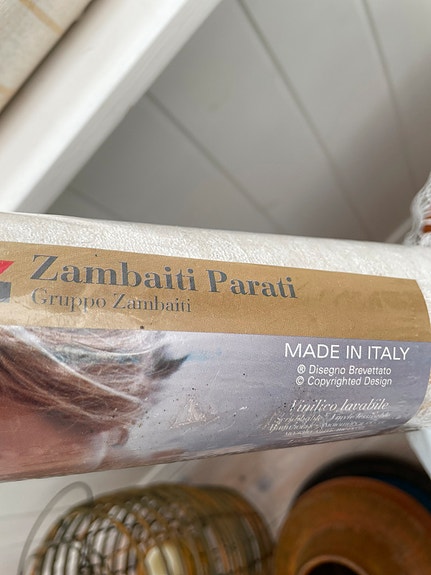 Zambaiti Parati
Gruppo Zambaiti
MADE IN ITALY
® Disegno Brevettato
© Copyrighted Design
Vinilico lavabile